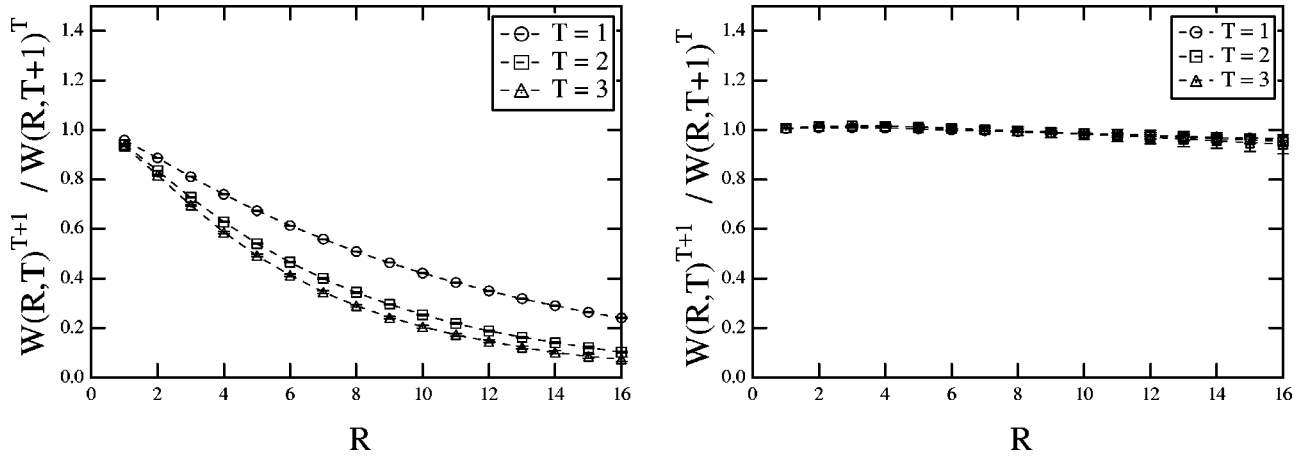 W(R,T)^{T+1} / W(R,T+1)^T
1.4
1.2
1.0
0.8
0.6
0.4
0.2
0.0
T = 1
T = 2
T = 3
0 2 4 6 8 10 12 14 16
R
W(R,T)^{T+1} / W(R,T+1)^T
1.4
1.2
1.0
0.8
0.6
0.4
0.2
0.0
T = 1
T = 2
T = 3
0 2 4 6 8 10 12 14 16
R